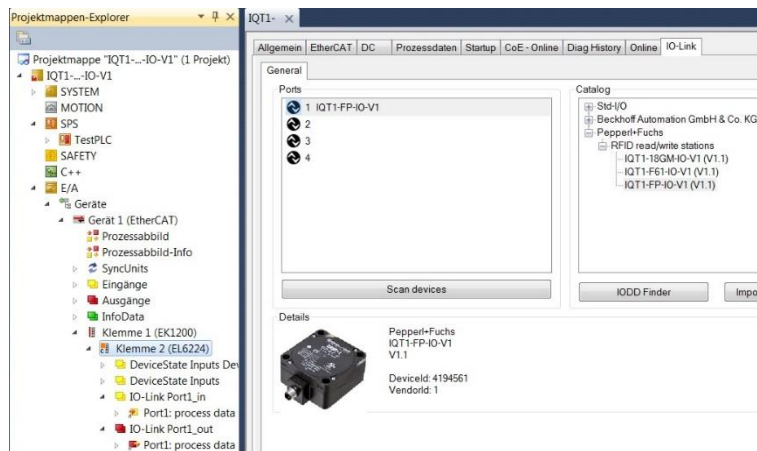 Projektmappen-Explorer
Projektmappe "IQT1-...-IO-V1" (1 Projekt)
IQT1-...-IO-V1
SYSTEM
MOTION
SPS
TestPLC
SAFETY
C++
E/A
Geräte
Gerät 1 (EtherCAT)
Prozessabbild
Prozessabbild-Info
SyncUnits
Eingänge
Ausgänge
InfoData
Klemme 1 (EK1200)
Klemme 2 (EL6224)
DeviceState Inputs Dev
DeviceState Inputs
IO-Link Port1_in
Port1: process data
IO-Link Port1_out
Port1: process data
IQT1-
Allgemein EtherCAT DC Prozessdaten Startup CoE - Online Diag History Online IO-Link
General
Ports
1 IQT1-FP-IO-V1
2
3
4
Scan devices
Catalog
Std-I/O
Beckhoff Automation GmbH & Co. KG
Pepperl+Fuchs
RFID read/write stations
IQT1-18GM-IO-V1 (V1.1)
IQT1-F61-IO-V1 (V1.1)
IQT1-FP-IO-V1 (V1.1)
IODD Finder Impo
Details
Pepperl+Fuchs
IQT1-FP-IO-V1
V1.1
DeviceId: 4194561
VendorId: 1